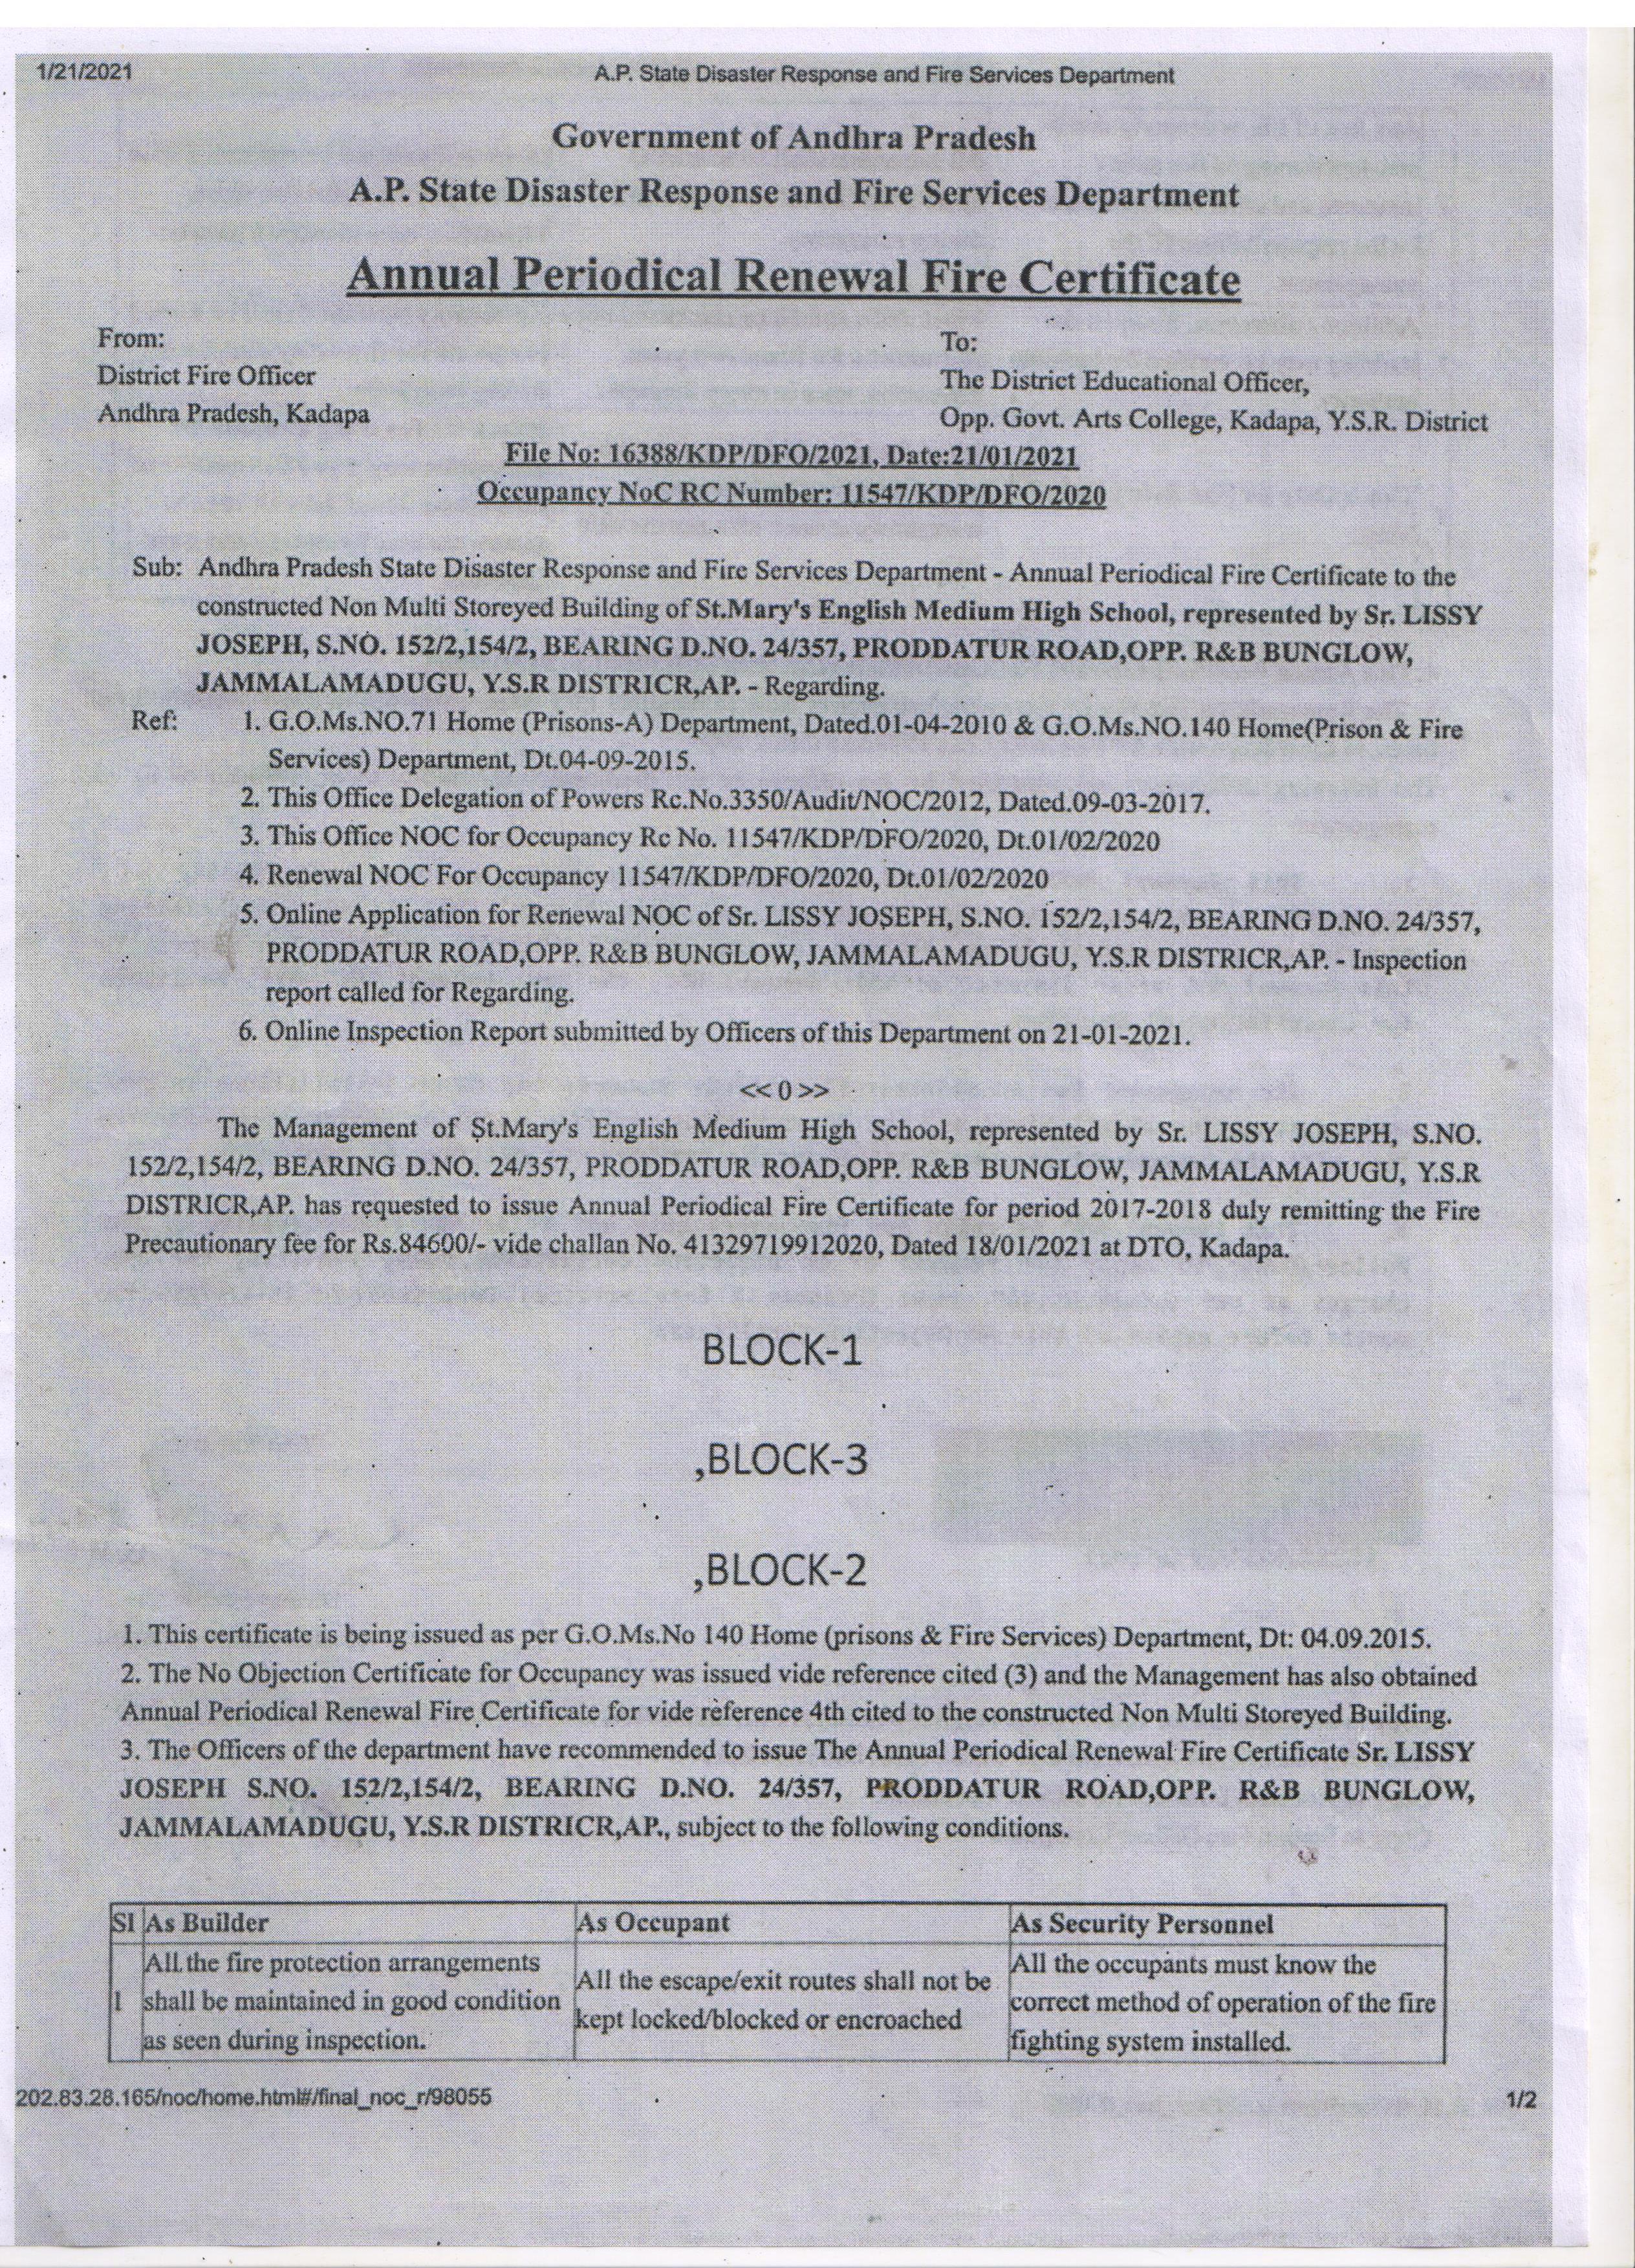 1/21/2021
A.P. State Disaster Response and Fire Services Department
Government of Andhra Pradesh
A.P. State Disaster Response and Fire Services Department
Annual Periodical Renewal Fire Certificate
From:
District Fire Officer
Andhra Pradesh, Kadapa
To:
The District Educational Officer,
Opp. Govt. Arts College, Kadapa, Y.S.R. District
File No: 16388/KDP/DFO/2021, Date:21/01/2021
Occupancy NoC RC Number: 11547/KDP/DFO/2020
Sub: Andhra Pradesh State Disaster Response and Fire Services Department - Annual Periodical Fire Certificate to the
constructed Non Multi Storeyed Building of St.Mary's English Medium High School, represented by Sr. LISSY
JOSEPH, S.NO. 152/2,154/2, BEARING D.NO. 24/357, PRODDATUR ROAD,OPP. R&B BUNGLOW,
JAMMALAMADUGU, Y.S.R DISTRICR,AP. - Regarding.
Ref: 1. G.O.Ms.NO.71 Home (Prisons-A) Department, Dated.01-04-2010 & G.O.Ms.NO.140 Home(Prison & Fire
Services) Department, Dt.04-09-2015.
2. This Office Delegation of Powers Rc.No.3350/Audit/NOC/2012, Dated.09-03-2017.
3. This Office NOC for Occupancy Rc No. 11547/KDP/DFO/2020, Dt.01/02/2020
4. Renewal NOC For Occupancy 11547/KDP/DFO/2020, Dt.01/02/2020
5. Online Application for Renewal NOC of Sr. LISSY JOSEPH, S.NO. 152/2,154/2, BEARING D.NO. 24/357,
PRODDATUR ROAD,OPP. R&B BUNGLOW, JAMMALAMADUGU, Y.S.R DISTRICR,AP. - Inspection
report called for Regarding.
6. Online Inspection Report submitted by Officers of this Department on 21-01-2021.
<< 0 >>
The Management of St.Mary's English Medium High School, represented by Sr. LISSY JOSEPH, S.NO.
152/2,154/2, BEARING D.NO. 24/357, PRODDATUR ROAD,OPP. R&B BUNGLOW, JAMMALAMADUGU, Y.S.R
DISTRICR,AP. has requested to issue Annual Periodical Fire Certificate for period 2017-2018 duly remitting the Fire
Precautionary fee for Rs.84600/- vide challan No. 41329719912020, Dated 18/01/2021 at DTO, Kadapa.
BLOCK-1
,BLOCK-3
,BLOCK-2
1. This certificate is being issued as per G.O.Ms.No 140 Home (prisons & Fire Services) Department, Dt: 04.09.2015.
2. The No Objection Certificate for Occupancy was issued vide reference cited (3) and the Management has also obtained
Annual Periodical Renewal Fire Certificate for vide reference 4th cited to the constructed Non Multi Storeyed Building.
3. The Officers of the department have recommended to issue The Annual Periodical Renewal Fire Certificate Sr. LISSY
JOSEPH S.NO. 152/2,154/2, BEARING D.NO. 24/357, PRODDATUR ROAD,OPP. R&B BUNGLOW,
JAMMALAMADUGU, Y.S.R DISTRICR,AP., subject to the following conditions.
Sl As Builder As Occupant As Security Personnel
1
All the fire protection arrangements
shall be maintained in good condition
as seen during inspection.
All the escape/exit routes shall not be
kept locked/blocked or encroached
All the occupants must know the
correct method of operation of the fire
fighting system installed.
202.83.28.165/noc/home.html#/final_noc_r/98055
1/2